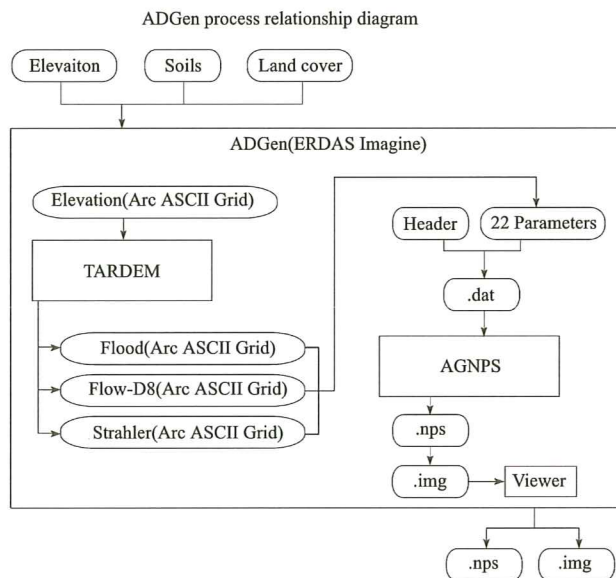 ADGen process relationship diagram
Elevaiton
Soils
Land cover
ADGen(ERDAS Imagine)
Elevation(Arc ASCII Grid)
Header
22 Parameters
TARDEM
.dat
Flood(Arc ASCII Grid)
AGNPS
Flow-D8(Arc ASCII Grid)
Strahler(Arc ASCII Grid)
.nps
.img
Viewer
.nps
.img